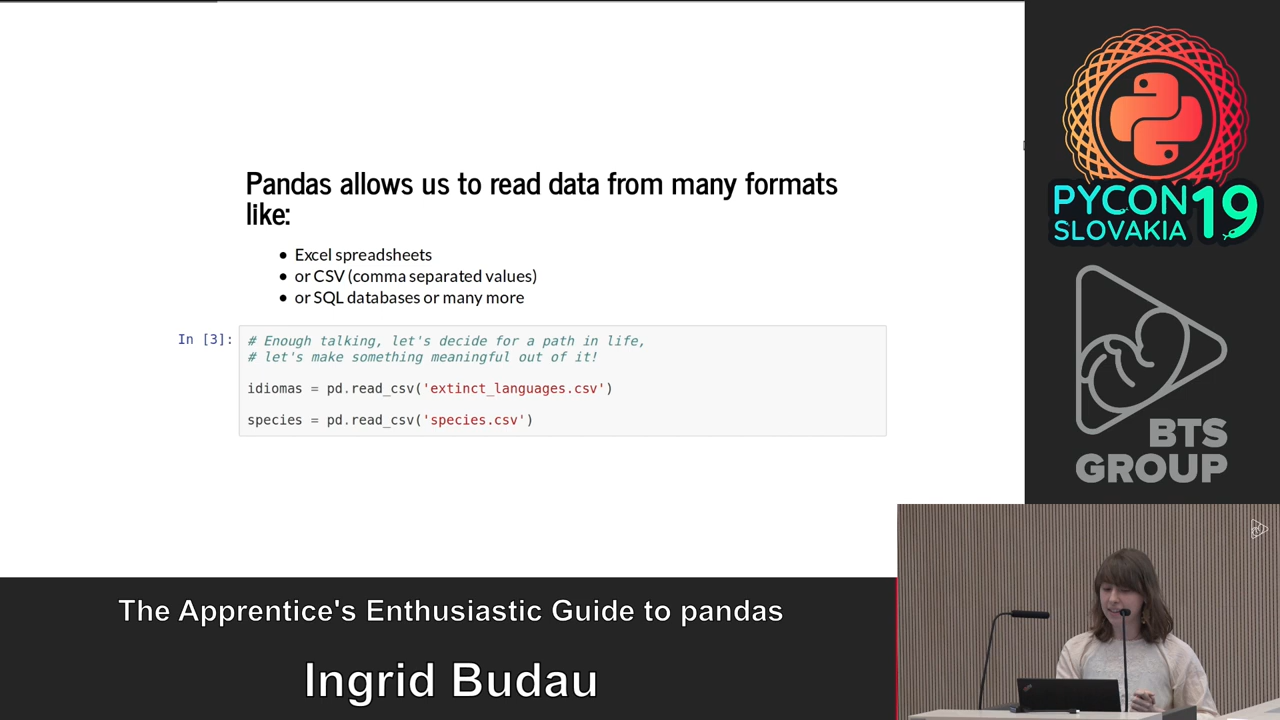 Pandas allows us to read data from many formats
like:
Excel spreadsheets
or CSV (comma separated values)
or SQL databases or many more
In [3]:
# Enough talking, let's decide for a path in life,
# let's make something meaningful out of it!
idiomas = pd.read_csv('extinct_languages.csv')
species = pd.read_csv('species.csv')
PYCON 19
SLOVAKIA
BTS
GROUP
The Apprentice's Enthusiastic Guide to pandas
Ingrid Budau